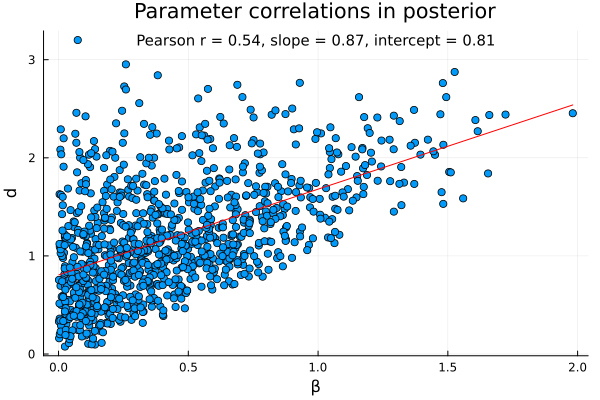 Parameter correlations in posterior
Pearson r = 0.54, slope = 0.87, intercept = 0.81
3
2
1
0
d
0.0 0.5 1.0 1.5 2.0
β